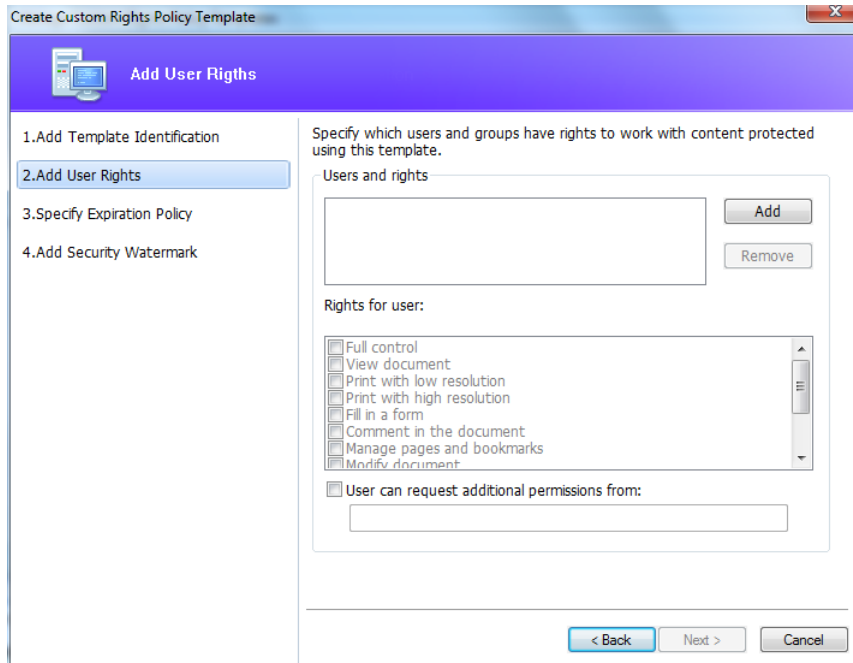 Create Custom Rights Policy Template
X
Add User Rigths
1.Add Template Identification
2.Add User Rights
3.Specify Expiration Policy
4.Add Security Watermark
Specify which users and groups have rights to work with content protected
using this template.
Users and rights
Add
Remove
Rights for user:
Full control
View document
Print with low resolution
Print with high resolution
Fill in a form
Comment in the document
Manage pages and bookmarks
Modify document
User can request additional permissions from:
< Back
Next >
Cancel